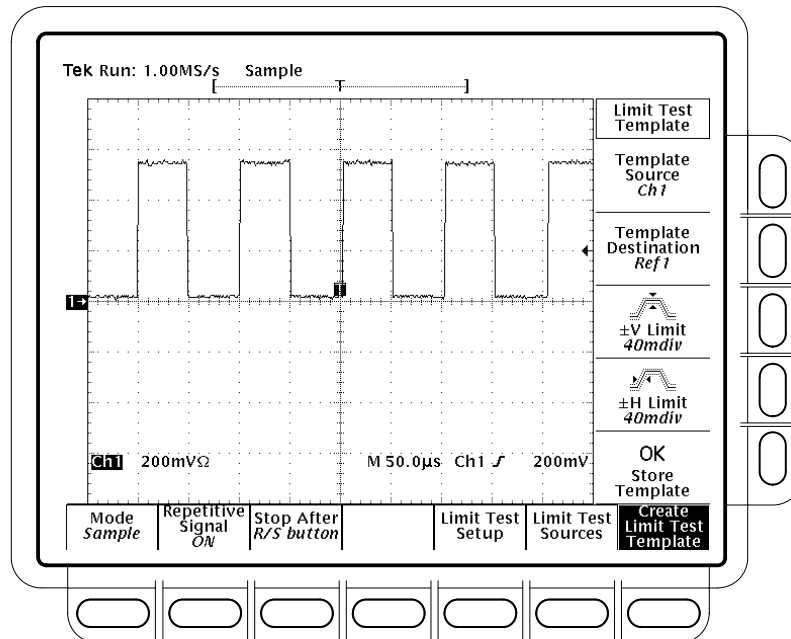 Tek Run: 1.00MS/s Sample
[ T ]
Limit Test
Template
Template
Source
Ch1
Template
Destination
Ref1
±V Limit
40mdiv
±H Limit
40mdiv
OK
Store
Template
T
1→
Ch1 200mVΩ M 50.0µs Ch1 200mV
Mode
Sample
Repetitive
Signal
ON
Stop After
R/S button
Limit Test
Setup
Limit Test
Sources
Create
Limit Test
Template